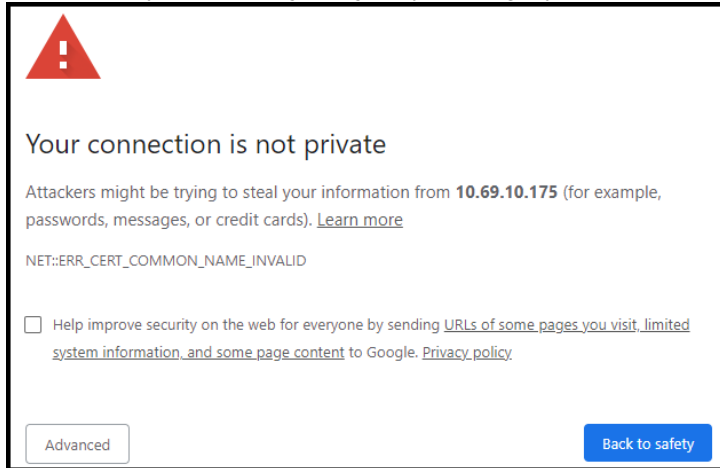 Your connection is not private
Attackers might be trying to steal your information from 10.69.10.175 (for example,
passwords, messages, or credit cards). Learn more
NET::ERR_CERT_COMMON_NAME_INVALID
Help improve security on the web for everyone by sending URLs of some pages you visit, limited
system information, and some page content to Google. Privacy policy
Advanced
Back to safety